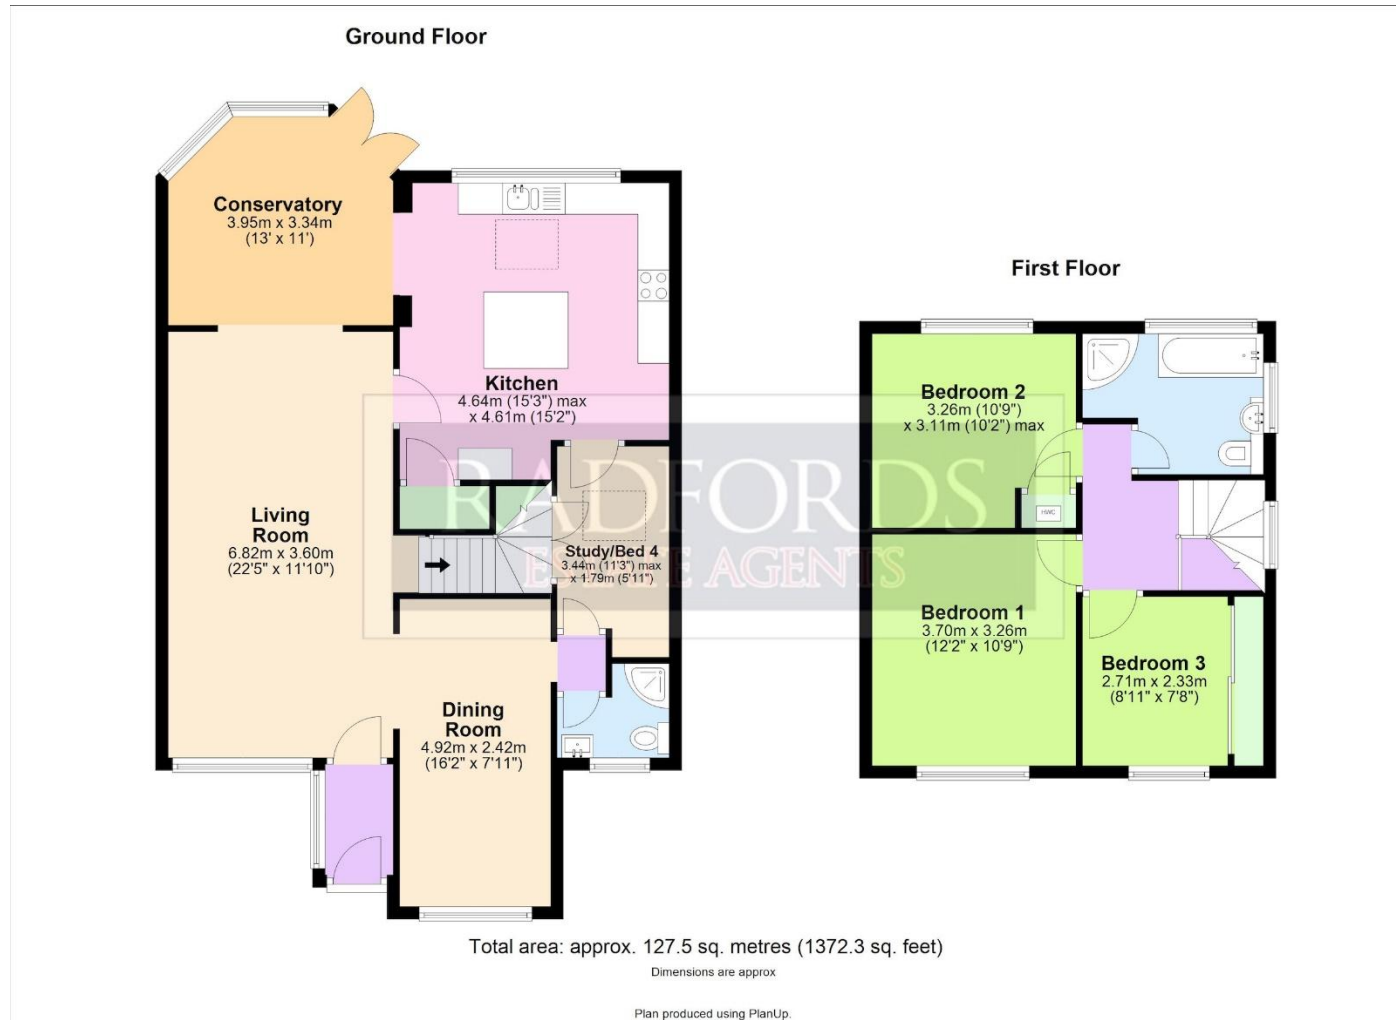 Ground Floor
Conservatory
3.95m x 3.34m
(13' x 11')
Kitchen
4.64m (15'3") max
x 4.61m (15'2")
Living
Room
6.82m x 3.60m
(22'5" x 11'10")
Study/Bed 4
3.44m (11'3") max
x 1.79m (5'11")
Dining
Room
4.92m x 2.42m
(16'2" x 7'11")
First Floor
Bedroom 2
3.26m (10'9")
x 3.11m (10'2") max
HWC
Bedroom 1
3.70m x 3.26m
(12'2" x 10'9")
Bedroom 3
2.71m x 2.33m
(8'11" x 7'8")
RADFORDS
ESTATE AGENTS
Total area: approx. 127.5 sq. metres (1372.3 sq. feet)
Dimensions are approx
Plan produced using PlanUp.